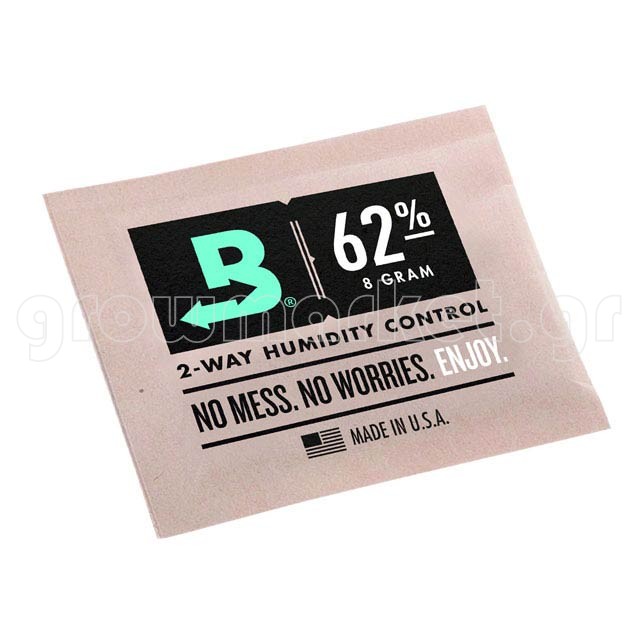 B®
62%
8 GRAM
2-WAY HUMIDITY CONTROL
NO MESS. NO WORRIES. ENJOY.
MADE IN U.S.A.
growmarket.gr